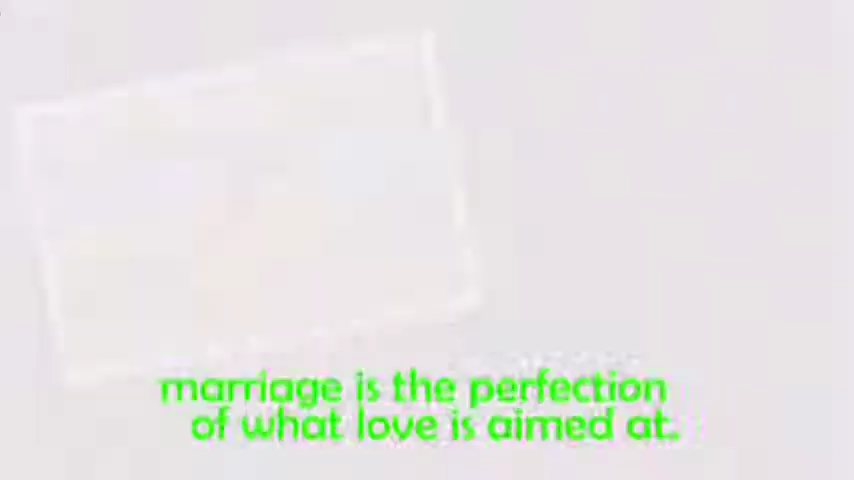 marriage is the perfection
of what love is aimed at.